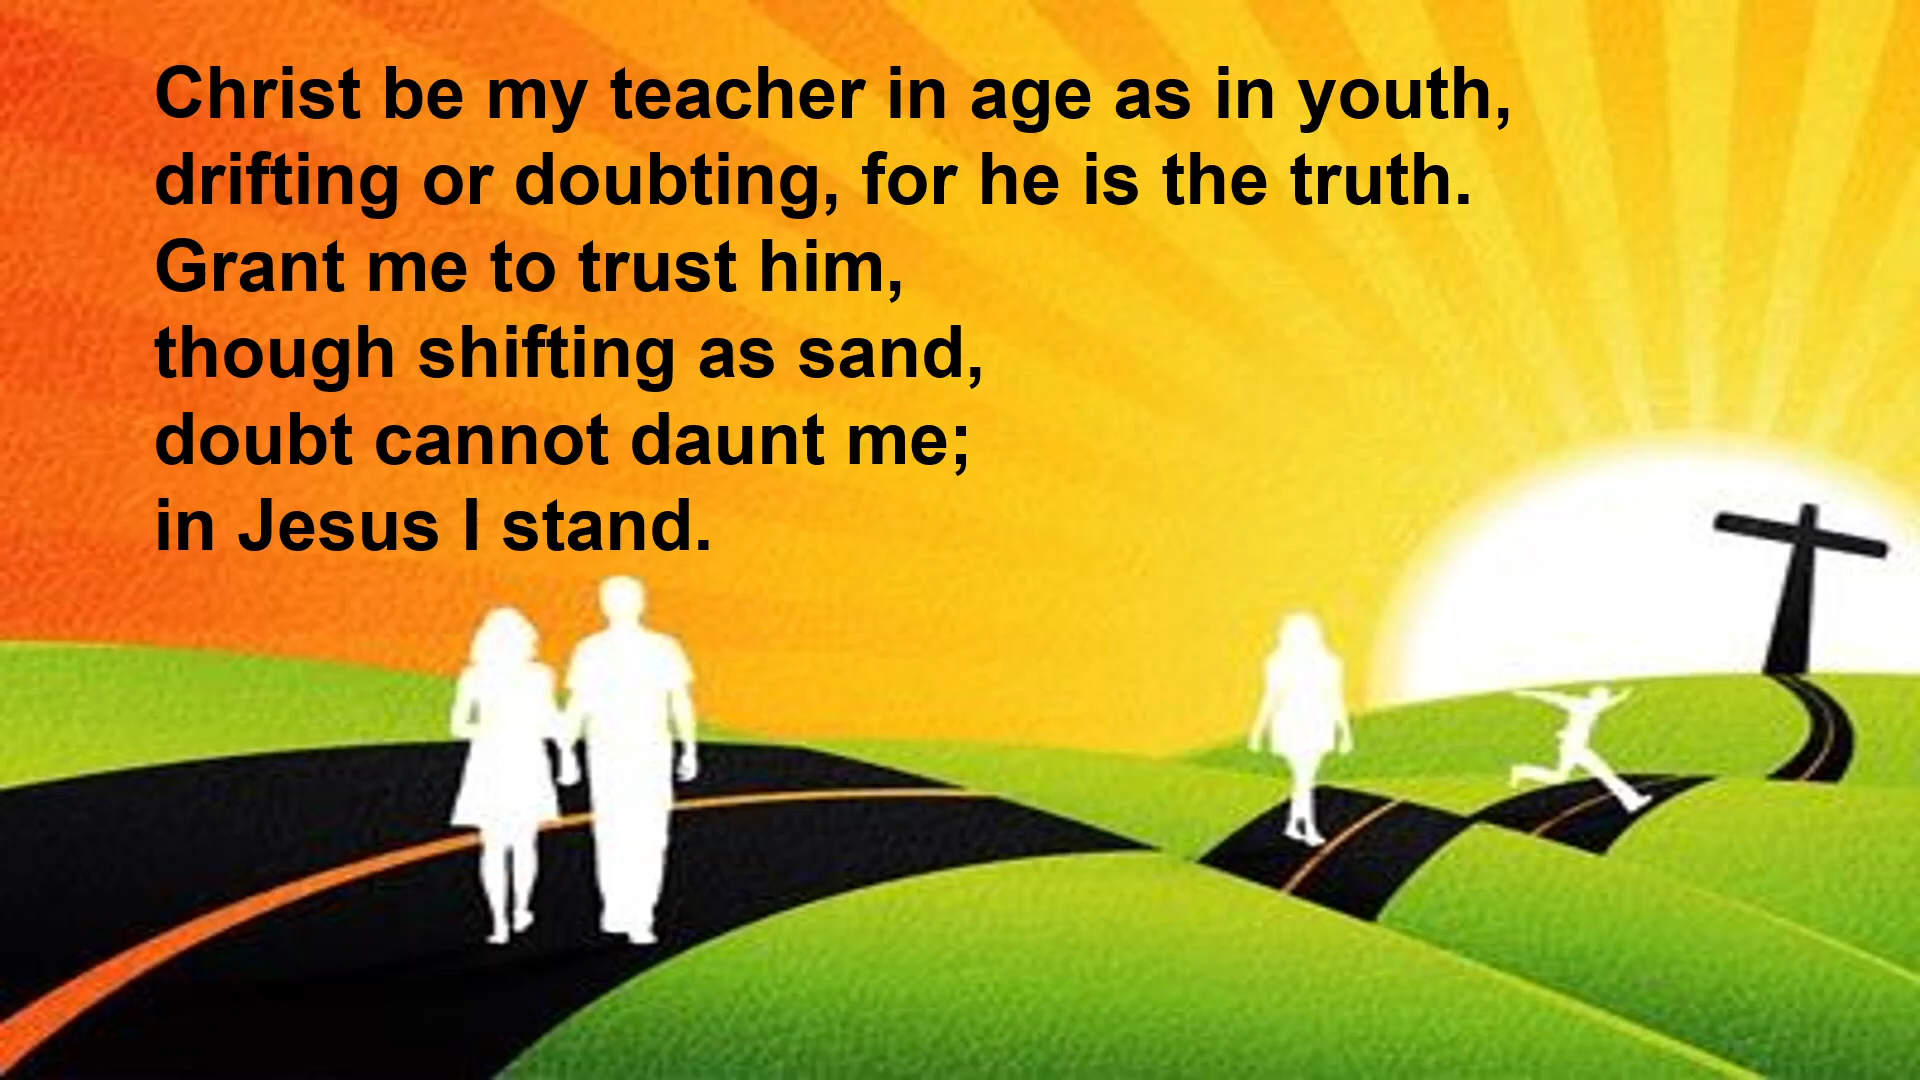 Christ be my teacher in age as in youth,
drifting or doubting, for he is the truth.
Grant me to trust him,
though shifting as sand,
doubt cannot daunt me;
in Jesus I stand.